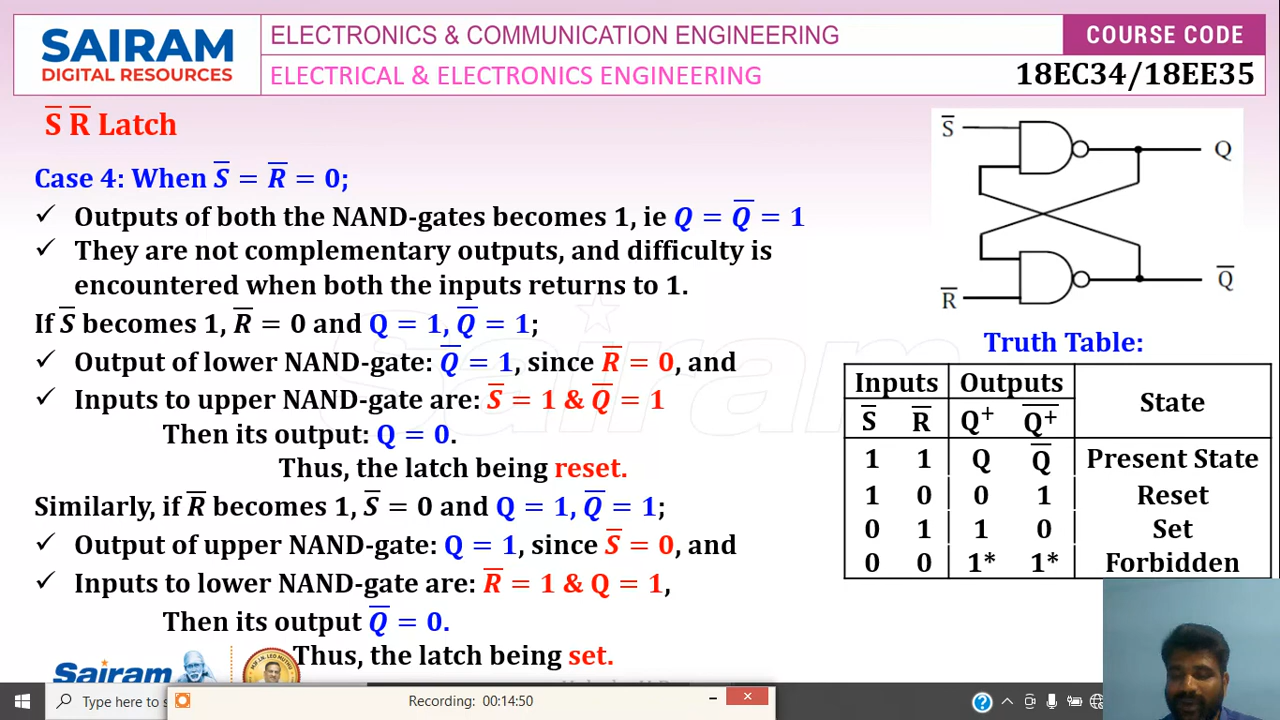 SAIRAM
DIGITAL RESOURCES
ELECTRONICS & COMMUNICATION ENGINEERING
COURSE CODE
ELECTRICAL & ELECTRONICS ENGINEERING
18EC34/18EE35
S̅ R̅ Latch
Case 4: When S̅ = R̅ = 0;
✓ Outputs of both the NAND-gates becomes 1, ie Q = Q̅ = 1
✓ They are not complementary outputs, and difficulty is
encountered when both the inputs returns to 1.
If S̅ becomes 1, R̅ = 0 and Q = 1, Q̅ = 1;
✓ Output of lower NAND-gate: Q̅ = 1, since R̅ = 0, and
✓ Inputs to upper NAND-gate are: S̅ = 1 & Q̅ = 1
Then its output: Q = 0.
Thus, the latch being reset.
Similarly, if R̅ becomes 1, S̅ = 0 and Q = 1, Q̅ = 1;
✓ Output of upper NAND-gate: Q = 1, since S̅ = 0, and
✓ Inputs to lower NAND-gate are: R̅ = 1 & Q = 1,
Then its output Q̅ = 0.
Thus, the latch being set.
S̅
Q
R̅
Q̅
Truth Table:
Inputs Outputs State
S̅ R̅ Q⁺ Q̅⁺
1 1 Q Q̅ Present State
1 0 0 1 Reset
0 1 1 0 Set
0 0 1* 1* Forbidden
Sairam
Sairam
Type here to s
Recording: 00:14:50